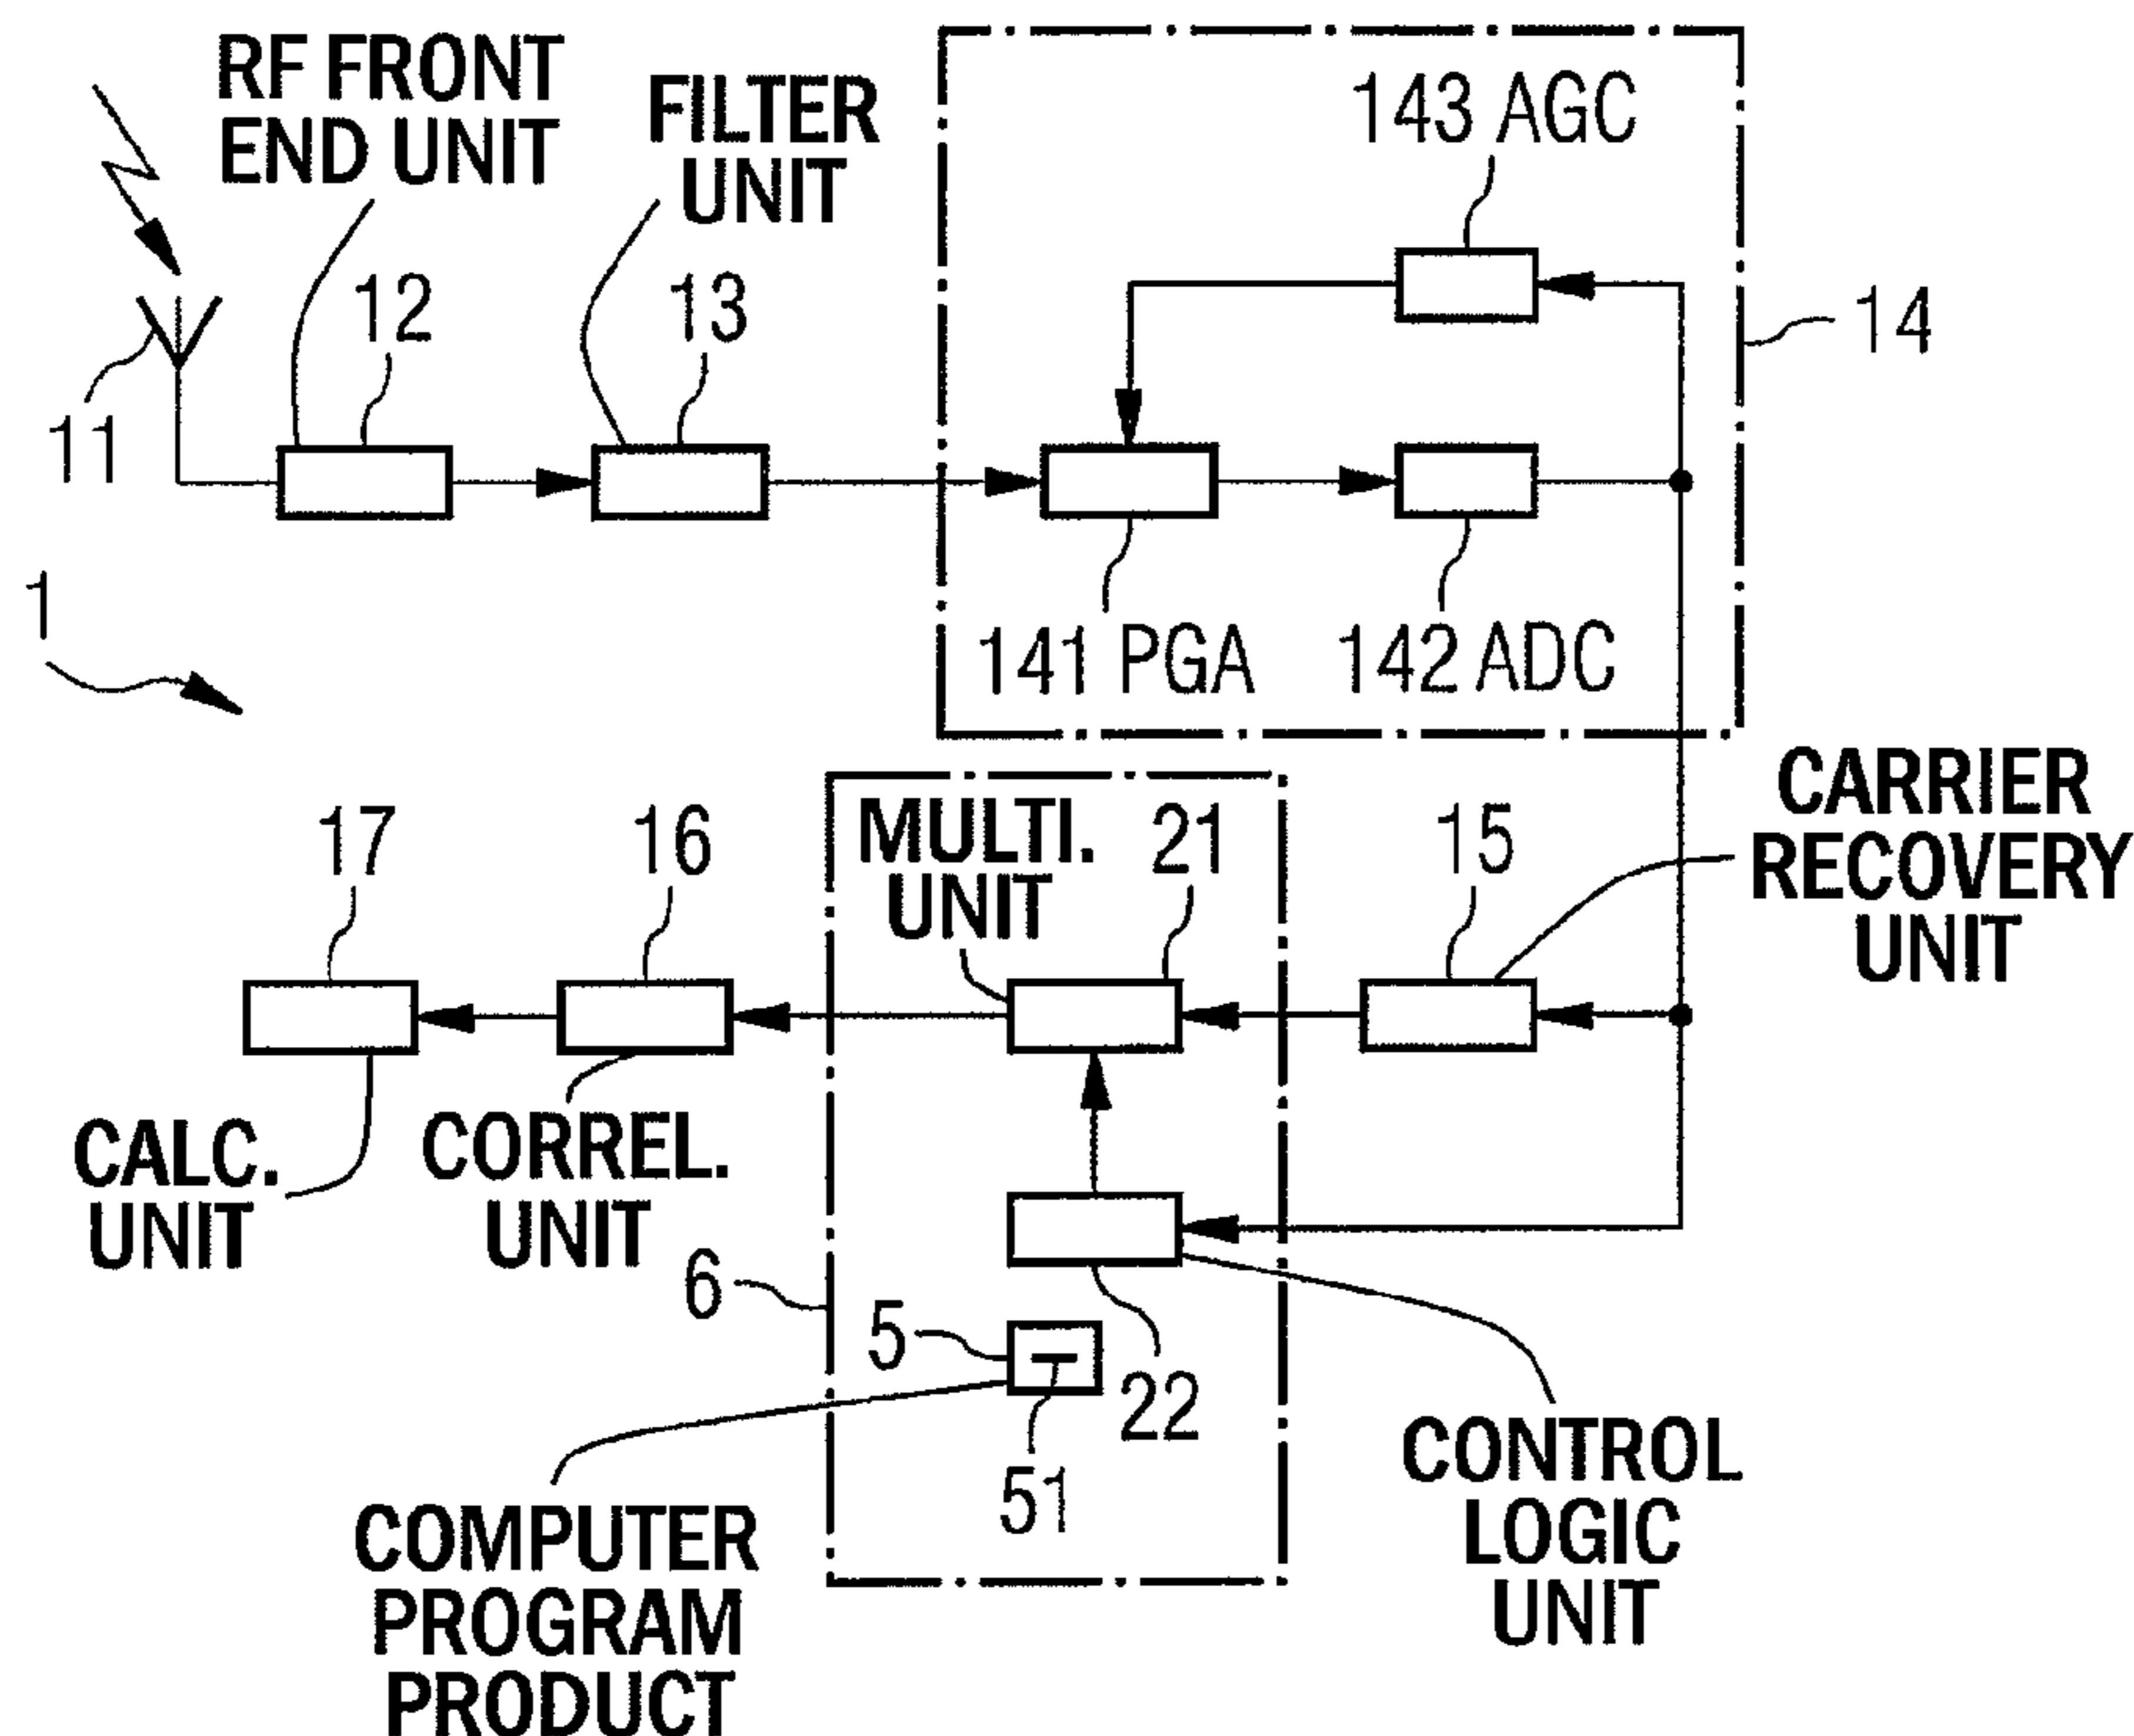 RF FRONT
END UNIT
FILTER
UNIT
143 AGC
12
13
14
11
1
141 PGA
142 ADC
CARRIER
RECOVERY
UNIT
17
16
MULTI.
UNIT
21
15
CALC.
UNIT
CORREL.
UNIT
6
5
22
51
CONTROL
LOGIC
UNIT
COMPUTER
PROGRAM
PRODUCT